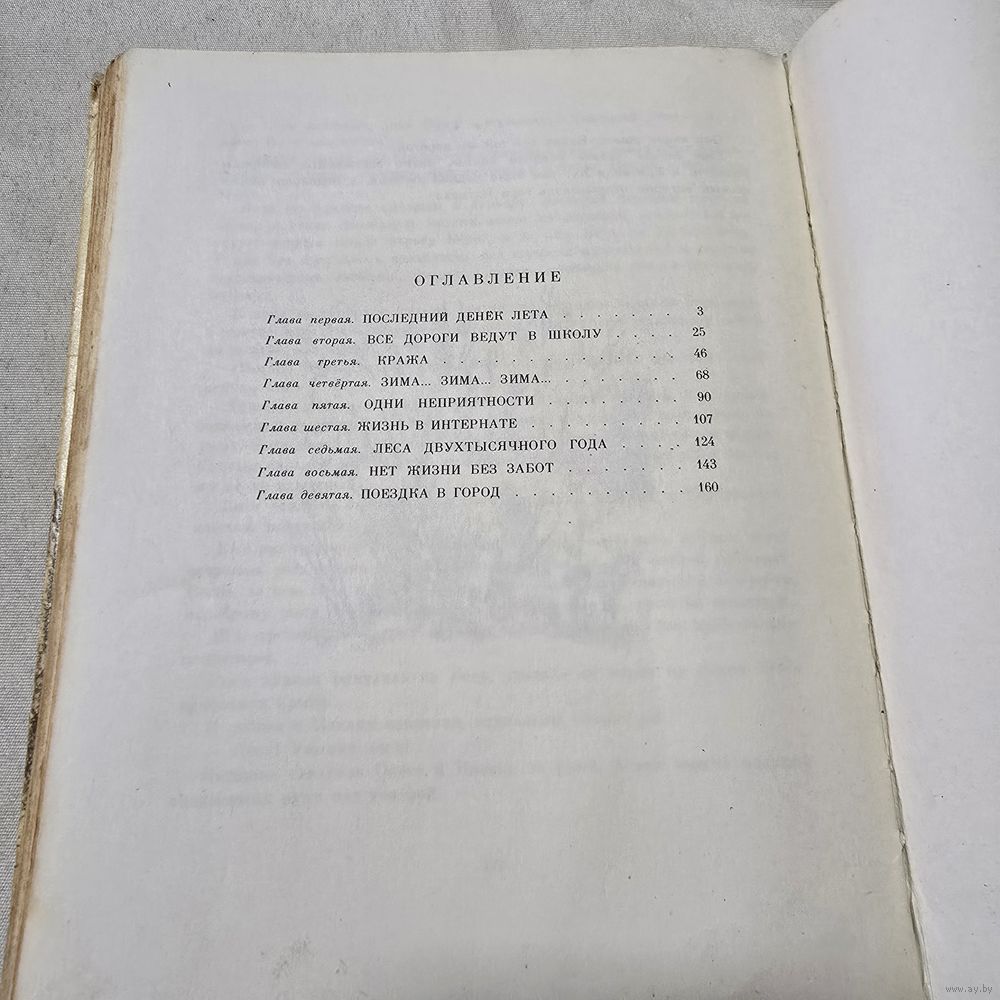 ОГЛАВЛЕНИЕ
Глава первая. ПОСЛЕДНИЙ ДЕНЁК ЛЕТА . . . . . . . 3
Глава вторая. ВСЕ ДОРОГИ ВЕДУТ В ШКОЛУ . . . . 25
Глава третья. КРАЖА . . . . . . . . . . . . . 46
Глава четвёртая. ЗИМА... ЗИМА... ЗИМА... . . . . . . . 68
Глава пятая. ОДНИ НЕПРИЯТНОСТИ . . . . . . . . 90
Глава шестая. ЖИЗНЬ В ИНТЕРНАТЕ . . . . . . . . 107
Глава седьмая. ЛЕСА ДВУХТЫСЯЧНОГО ГОДА . . . . 124
Глава восьмая. НЕТ ЖИЗНИ БЕЗ ЗАБОТ . . . . . . . 143
Глава девятая. ПОЕЗДКА В ГОРОД . . . . . . . . . . 160
www.ay.by